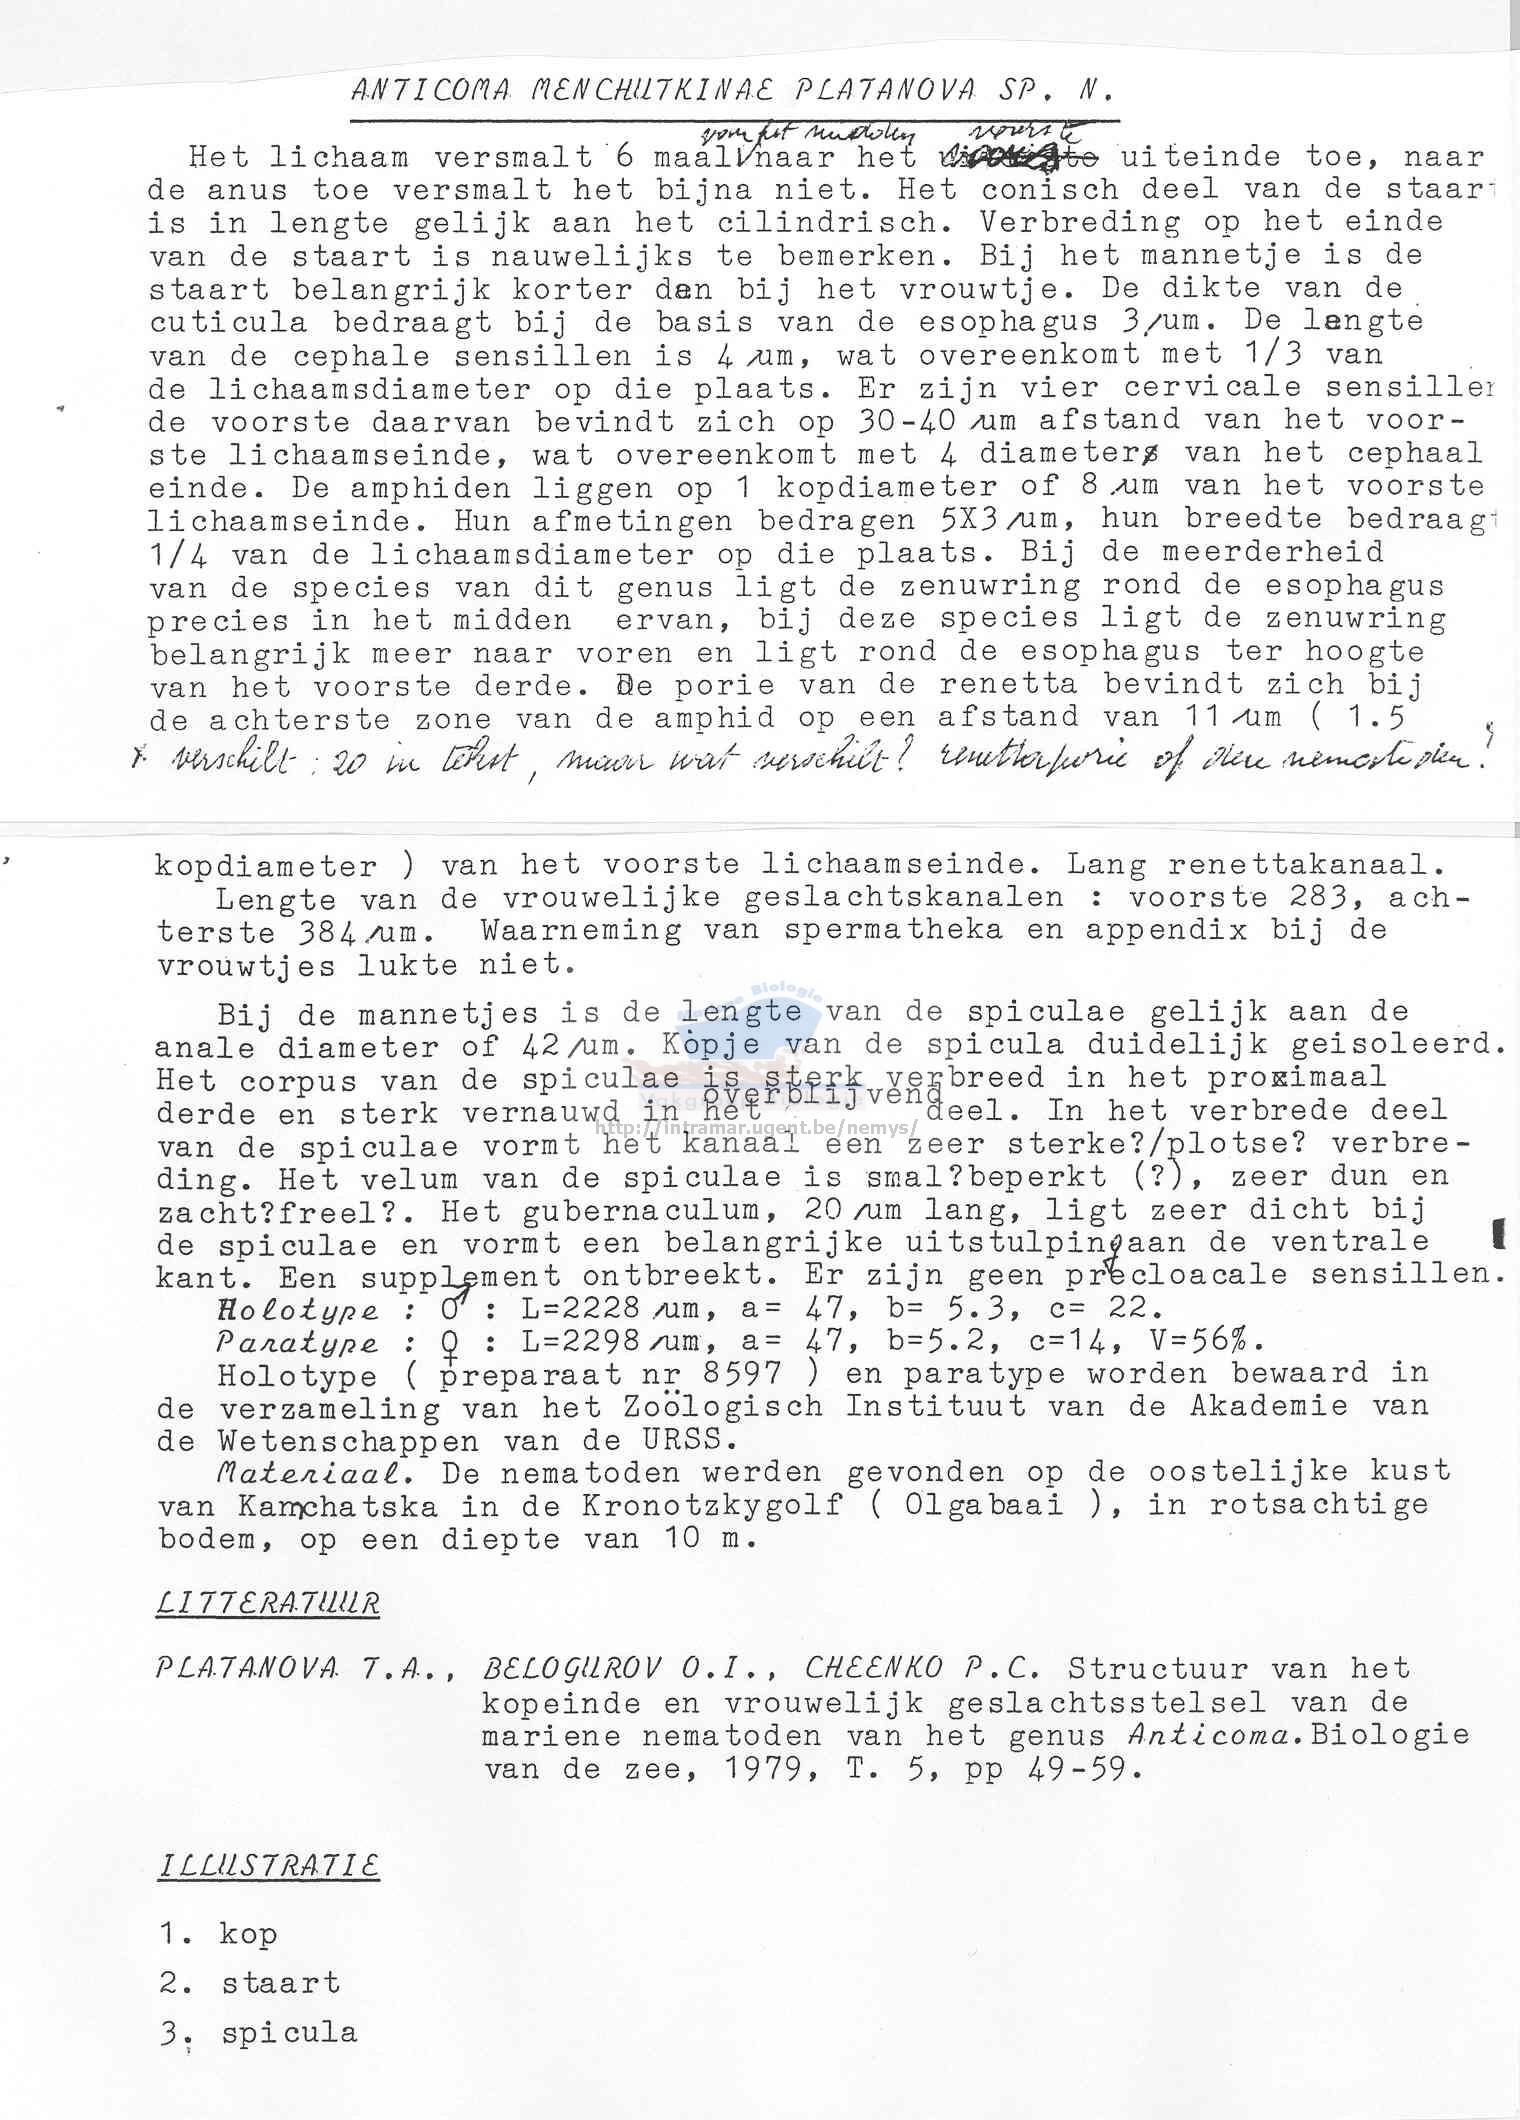 ANTICOMA MENCHUTKINAE PLATANOVA SP. N.
vom het midden voorste
Het lichaam versmalt 6 maal naar het uiteinde toe, naar
de anus toe versmalt het bijna niet. Het conisch deel van de staart
is in lengte gelijk aan het cilindrisch. Verbreding op het einde
van de staart is nauwelijks te bemerken. Bij het mannetje is de
staart belangrijk korter dan bij het vrouwtje. De dikte van de
cuticula bedraagt bij de basis van de esophagus 3 µm. De lengte
van de cephale sensillen is 4 µm, wat overeenkomt met 1/3 van
de lichaamsdiameter op die plaats. Er zijn vier cervicale sensillen
de voorste daarvan bevindt zich op 30-40 µm afstand van het voor-
ste lichaamseinde, wat overeenkomt met 4 diameters van het cephaal
einde. De amphiden liggen op 1 kopdiameter of 8 µm van het voorste
lichaamseinde. Hun afmetingen bedragen 5X3 µm, hun breedte bedraagt
1/4 van de lichaamsdiameter op die plaats. Bij de meerderheid
van de species van dit genus ligt de zenuwring rond de esophagus
precies in het midden ervan, bij deze species ligt de zenuwring
belangrijk meer naar voren en ligt rond de esophagus ter hoogte
van het voorste derde. De porie van de renetta bevindt zich bij
de achterste zone van de amphid op een afstand van 11 µm ( 1.5
* verschilt : 20 in tekst, maar wat verschilt? renettaporie of deze nematoden?
kopdiameter ) van het voorste lichaamseinde. Lang renettakanaal.
Lengte van de vrouwelijke geslachtskanalen : voorste 283, ach-
terste 384 µm. Waarneming van spermatheka en appendix bij de
vrouwtjes lukte niet.
Bij de mannetjes is de lengte van de spiculae gelijk aan de
anale diameter of 42 µm. Kopje van de spicula duidelijk geisoleerd.
Het corpus van de spiculae is sterk verbreed in het proximaal
derde en sterk vernauwd in het overblijvend deel. In het verbrede deel
http://intramar.ugent.be/nemys/
van de spiculae vormt het kanaal een zeer sterke?/plotse? verbre-
ding. Het velum van de spiculae is smal?beperkt (?), zeer dun en
zacht?freel?. Het gubernaculum, 20 µm lang, ligt zeer dicht bij
de spiculae en vormt een belangrijke uitstulping aan de ventrale
kant. Een supplement ontbreekt. Er zijn geen precloacale sensillen.
Holotype : ♂ : L=2228 µm, a= 47, b= 5.3, c= 22.
Paratype : ♀ : L=2298 µm, a= 47, b=5.2, c=14, V=56%.
Holotype ( preparaat nr 8597 ) en paratype worden bewaard in
de verzameling van het Zoölogisch Instituut van de Akademie van
de Wetenschappen van de URSS.
Materiaal. De nematoden werden gevonden op de oostelijke kust
van Kamchatska in de Kronotzkygolf ( Olgabaai ), in rotsachtige
bodem, op een diepte van 10 m.
LITTERATUUR
PLATANOVA T.A., BELOGUROV O.I., CHEENKO P.C. Structuur van het
kopeinde en vrouwelijk geslachtsstelsel van de
mariene nematoden van het genus Anticoma. Biologie
van de zee, 1979, T. 5, pp 49-59.
ILLUSTRATIE
1. kop
2. staart
3. spicula